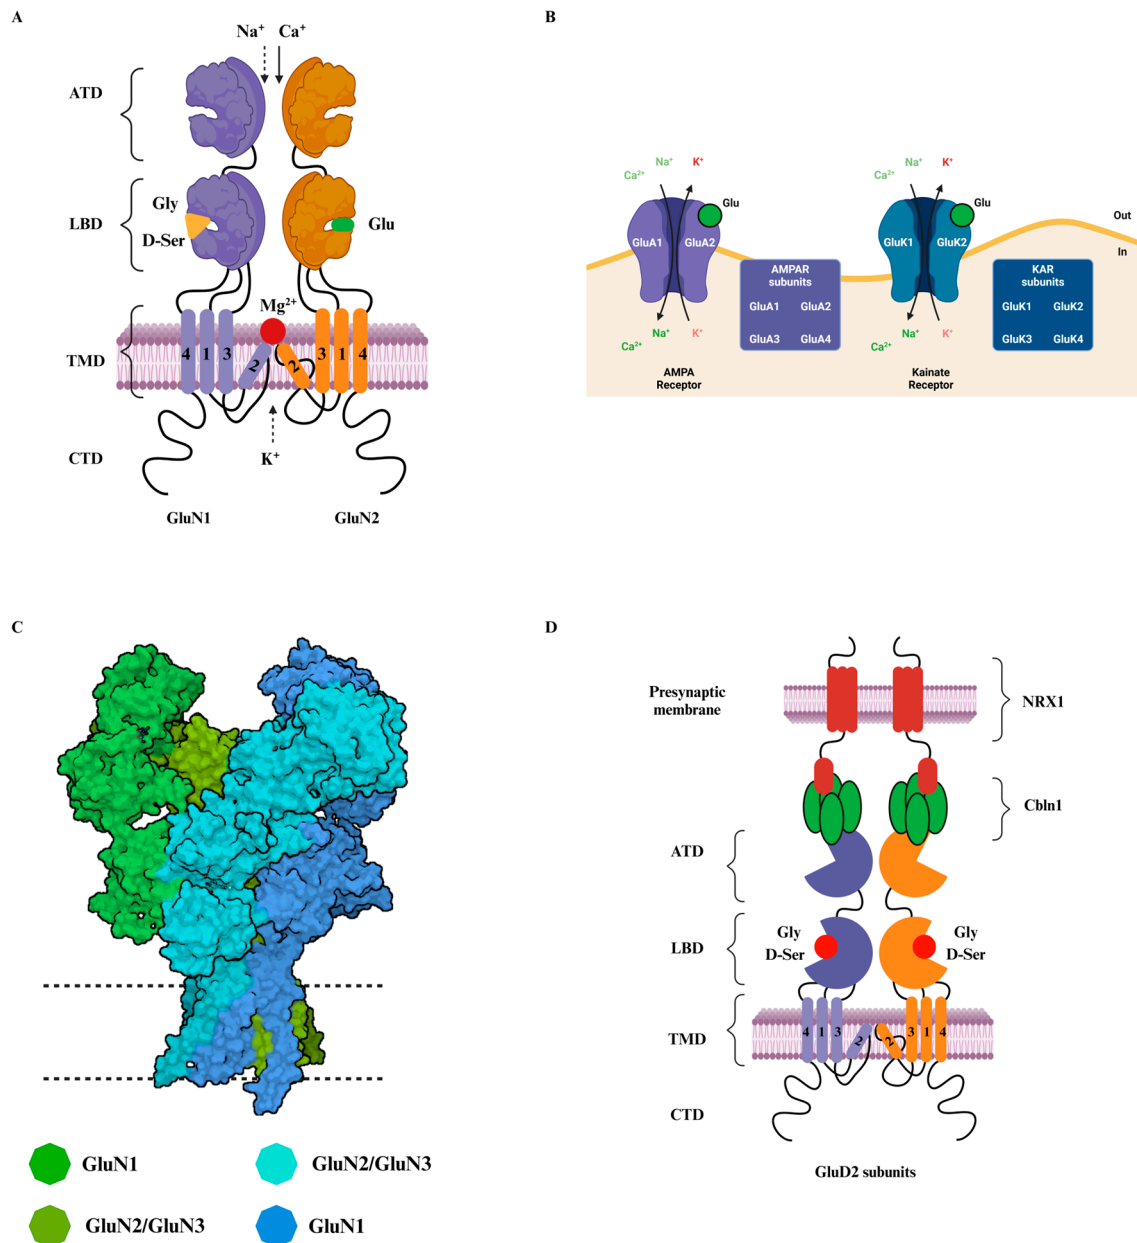 A
Na⁺ Ca²⁺
ATD
LBD
Gly
D-Ser
Glu
Mg²⁺
TMD
4 1 3 2 2 3 1 4
CTD
K⁺
GluN1 GluN2
B
Na⁺ K⁺ Na⁺ K⁺
Ca²⁺ Ca²⁺
Glu Glu
Out
GluA1 GluA2 GluK1 GluK2
In
AMPAR
subunits
GluA1 GluA2
GluA3 GluA4
KAR
subunits
GluK1 GluK2
GluK3 GluK4
Na⁺ K⁺ Na⁺ K⁺
Ca²⁺ Ca²⁺
AMPA
Receptor
Kainate
Receptor
C
GluN1 GluN2/GluN3
GluN2/GluN3 GluN1
D
Presynaptic
membrane
NRX1
Cbln1
ATD
LBD
Gly
D-Ser
Gly
D-Ser
TMD
4 1 3 2 2 3 1 4
CTD
GluD2 subunits